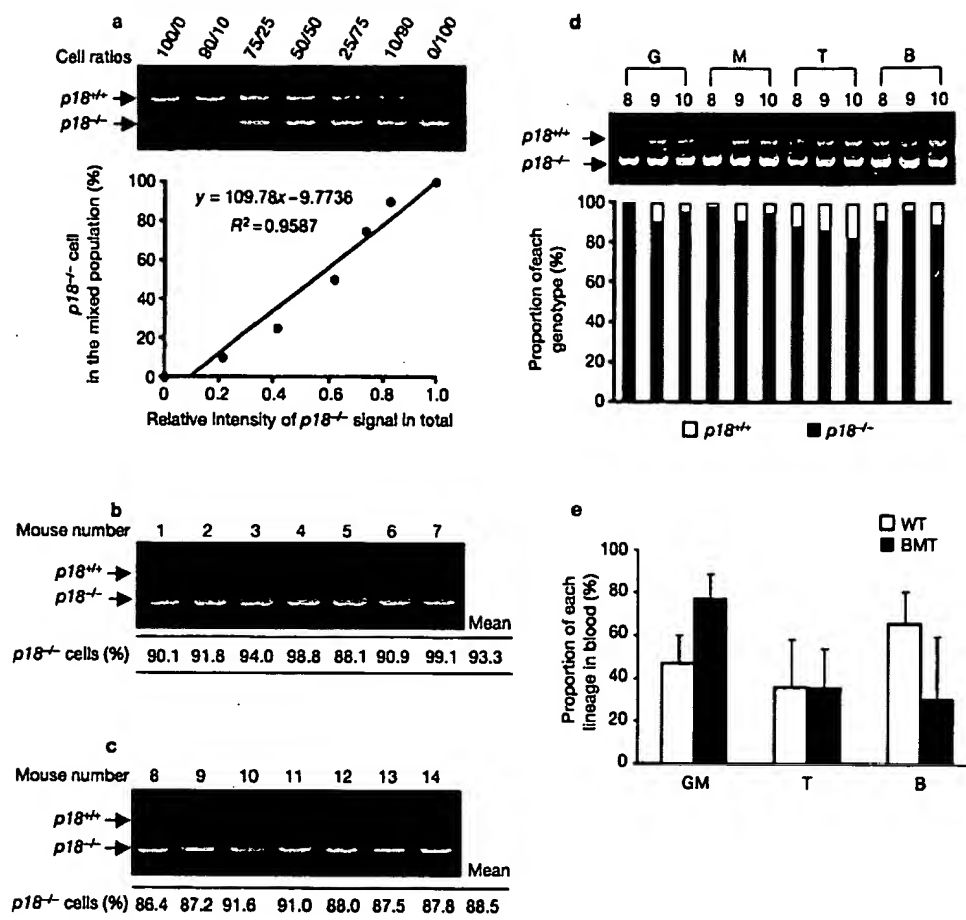 a
Cell ratios 100/0 90/10 75/25 50/50 25/75 10/90 0/100
p18+/+
p18-/-
p18-/- cell
in the mixed population (%)
100
80
60
40
20
0
y = 109.78x−9.7736
R² = 0.9587
0 0.2 0.4 0.6 0.8 1.0
Relative Intensity of p18-/- signal in total
b
Mouse number 1 2 3 4 5 6 7
p18+/+
p18-/-
Mean
p18-/- cells (%) 90.1 91.8 94.0 98.8 88.1 90.9 99.1 93.3
c
Mouse number 8 9 10 11 12 13 14
p18+/+
p18-/-
Mean
p18-/- cells (%) 86.4 87.2 91.6 91.0 88.0 87.5 87.8 88.5
d
G M T B
8 9 10 8 9 10 8 9 10 8 9 10
p18+/+
p18-/-
Proportion of each
genotype (%)
100
80
60
40
20
0
p18+/+ p18-/-
e
WT
BMT
Proportion of each
lineage in blood (%)
100
80
60
40
20
0
GM T B